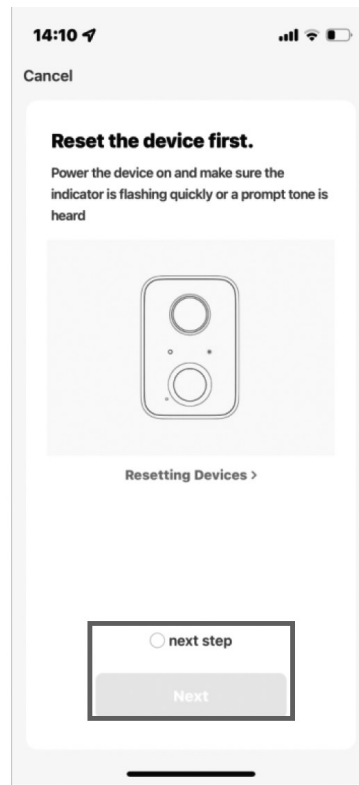 14:10
Cancel
Reset the device first.
Power the device on and make sure the
indicator is flashing quickly or a prompt tone is
heard
Resetting Devices >
next step
Next